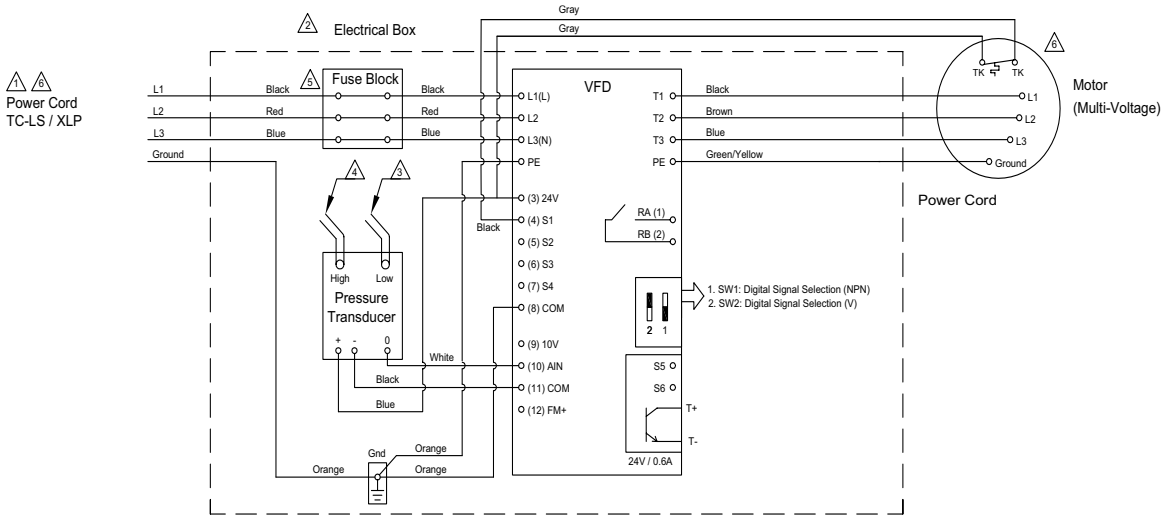 Gray
2
Electrical Box
Gray
6
1 6
Power Cord
TC-LS / XLP
5
Fuse Block
VFD
TK TK
Motor
(Multi-Voltage)
L1 Black Black L1(L) T1 Black L1
L2 Red Red L2 T2 Brown L2
L3 Blue Blue L3(N) T3 Blue L3
Ground PE PE Green/Yellow Ground
4 3
Power Cord
(3) 24V
(4) S1
Black
RA (1)
RB (2)
(5) S2
(6) S3
(7) S4
(8) COM
High Low
Pressure
Transducer
+ - 0
1. SW1: Digital Signal Selection (NPN)
2. SW2: Digital Signal Selection (V)
2 1
(9) 10V
White
(10) AIN
Black
(11) COM
Blue
(12) FM+
S5
S6
T+
T-
24V / 0.6A
Gnd
Orange
Orange
Orange